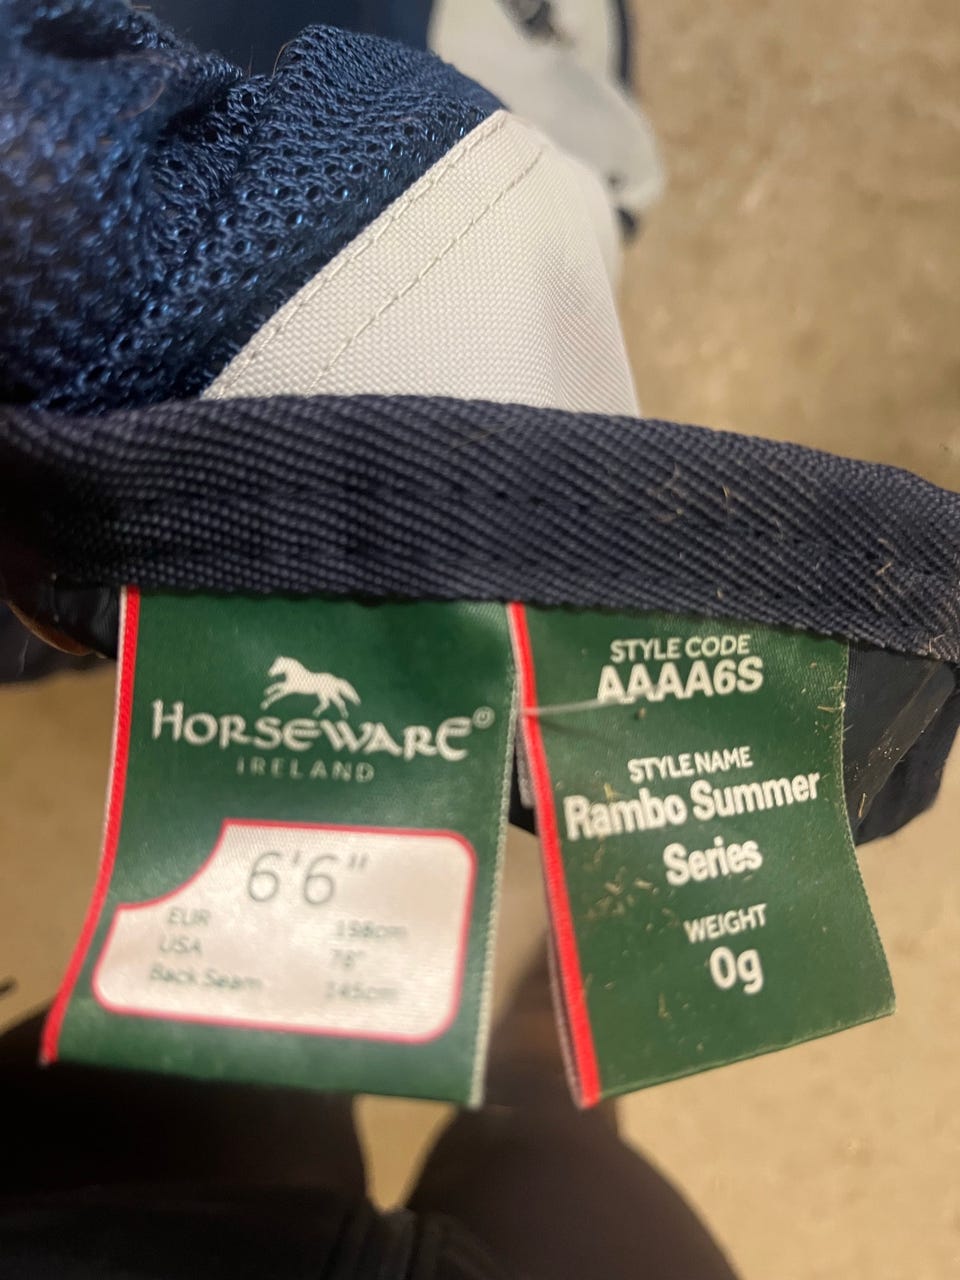 HORSEWARE®
IRELAND
6'6"
EUR 198cm
USA 78"
Back Seam 145cm
STYLE CODE
AAAA6S
STYLE NAME
Rambo Summer
Series
WEIGHT
0g